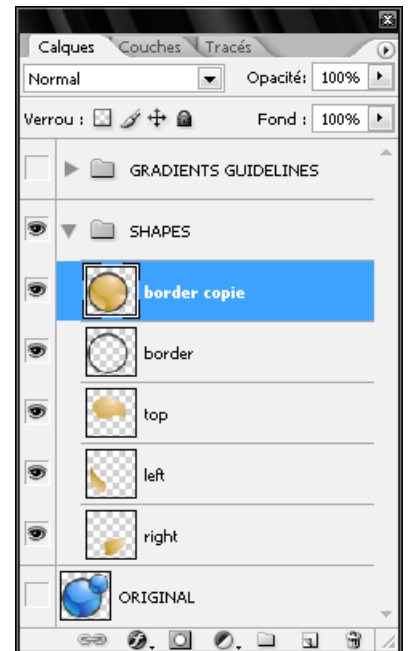 Calques Couches Tracés
Normal Opacité: 100%
Verrou : Fond : 100%
GRADIENTS GUIDELINES
SHAPES
border copie
border
top
left
right
ORIGINAL